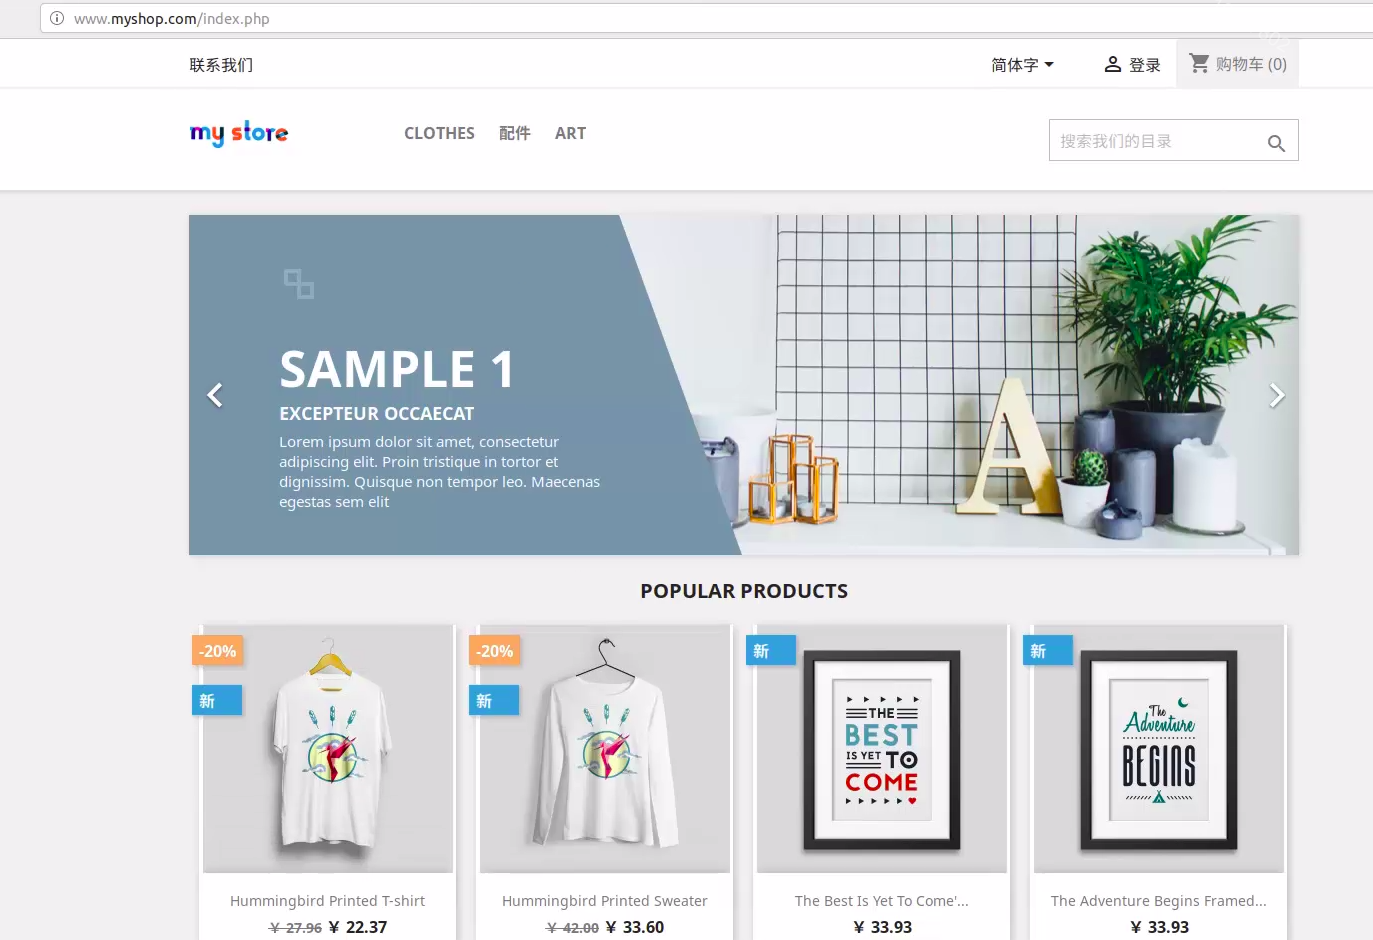 www.myshop.com/index.php
联系我们
简体字
登录
购物车 (0)
my store
CLOTHES 配件 ART
搜索我们的目录
SAMPLE 1
EXCEPTEUR OCCAECAT
Lorem ipsum dolor sit amet, consectetur
adipiscing elit. Proin tristique in tortor et
dignissim. Quisque non tempor leo. Maecenas
egestas sem elit
A
POPULAR PRODUCTS
-20%
新
-20%
新
新
THE
BEST
IS YET TO
COME
新
The
Adventure
BEGINS
Hummingbird Printed T-shirt
¥ 27.96 ¥ 22.37
Hummingbird Printed Sweater
¥ 42.00 ¥ 33.60
The Best Is Yet To Come'...
¥ 33.93
The Adventure Begins Framed...
¥ 33.93